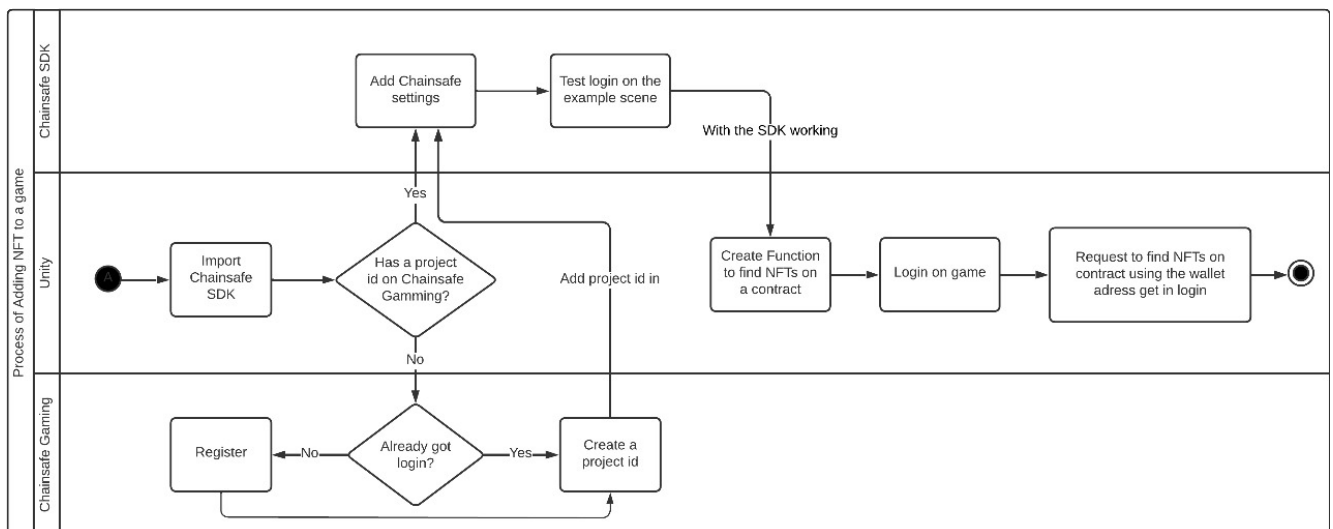 Process of Adding NFT to a game
Chainsafe SDK
Add Chainsafe
settings
Test login on the
example scene
With the SDK working
Unity
A
Import
Chainsafe
SDK
Has a project
id on Chainsafe
Gamming?
Yes
No
Add project id in
Create Function
to find NFTs on
a contract
Login on game
Request to find NFTs on
contract using the wallet
adress get in login
Chainsafe Gaming
Register
No
Already got
login?
Yes
Create a
project id